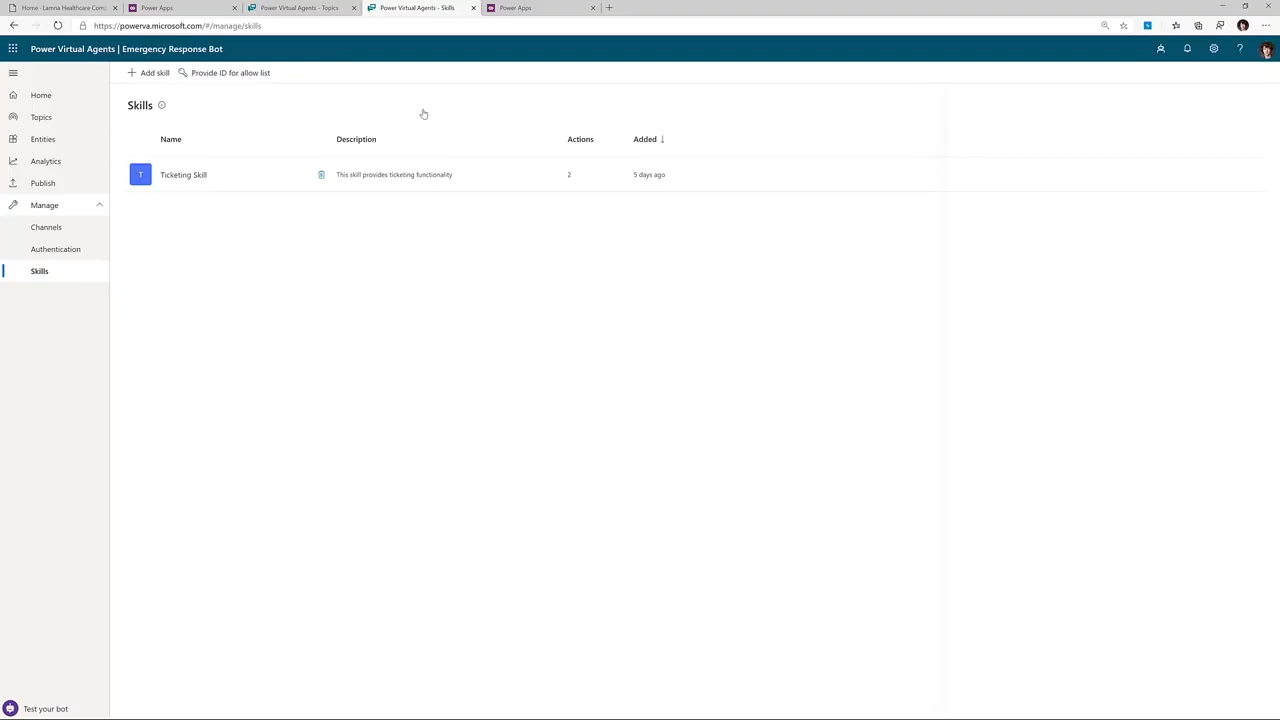 Home - Lamna Healthcare Com
Power Apps
Power Virtual Agents - Topics
Power Virtual Agents - Skills
Power Apps
https://powerva.microsoft.com/#/manage/skills
Power Virtual Agents | Emergency Response Bot
Add skill
Provide ID for allow list
Home
Topics
Entities
Analytics
Publish
Manage
Channels
Authentication
Skills
Test your bot
Skills
Name Description Actions Added ↓
T Ticketing Skill This skill provides ticketing functionality 2 5 days ago